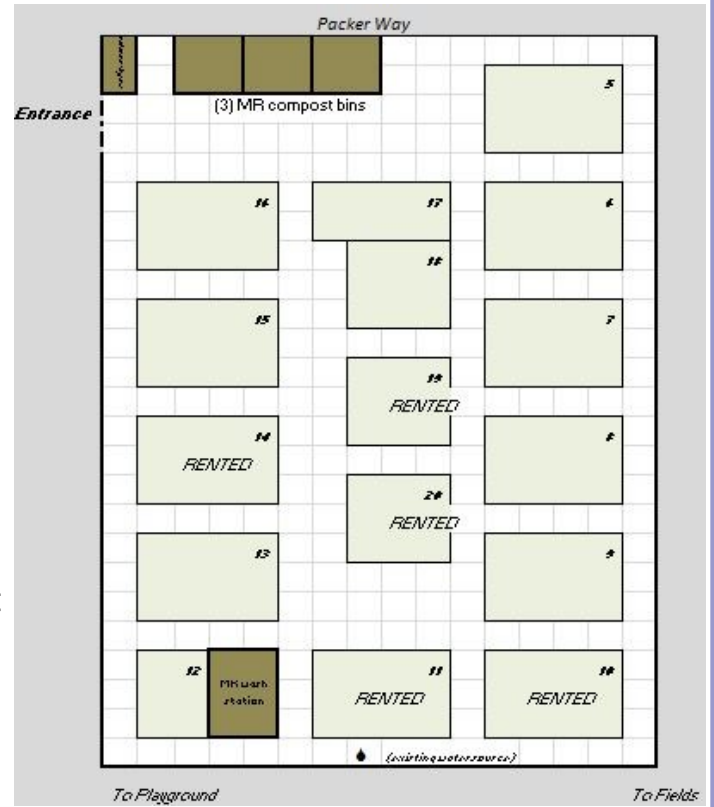 Packer Way
5
Entrance
(3) MR compost bins
16
17
6
18
15
7
19
RENTED
14
RENTED
8
20
RENTED
13
9
12
MR wash
station
11
RENTED
10
RENTED
(existing water source)
To Playground
To Fields